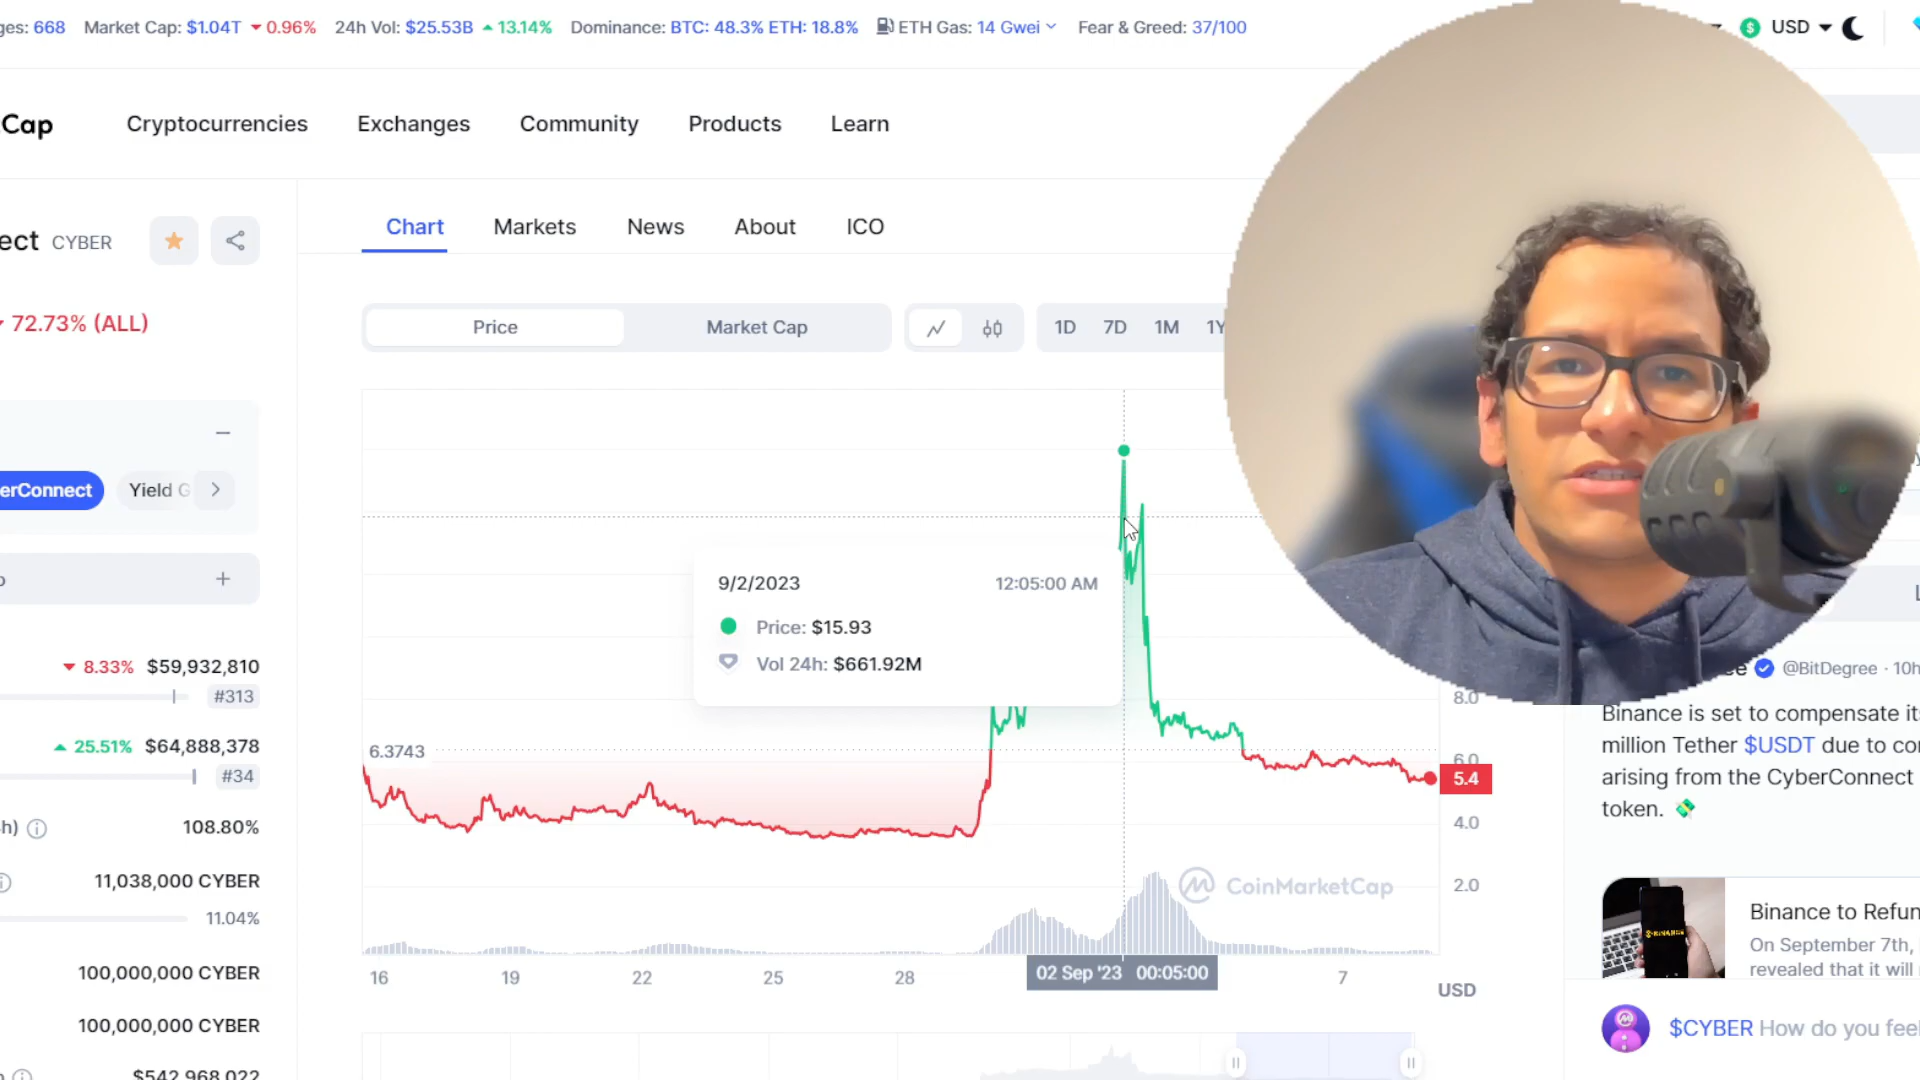 ges: 668 Market Cap: $1.04T 0.96% 24h Vol: $25.53B 13.14% Dominance: BTC: 48.3% ETH: 18.8% ETH Gas: 14 Gwei Fear & Greed: 37/100 USD
Cap Cryptocurrencies Exchanges Community Products Learn
ect CYBER
72.73% (ALL)
erConnect Yield G
8.33% $59,932,810
#313
25.51% $64,888,378
#34
h) 108.80%
11,038,000 CYBER
11.04%
100,000,000 CYBER
100,000,000 CYBER
$542,968,022
Chart Markets News About ICO
Price Market Cap 1D 7D 1M 1Y
9/2/2023 12:05:00 AM
Price: $15.93
Vol 24h: $661.92M
6.3743
8.0
6.0
5.4
4.0
2.0
CoinMarketCap
16 19 22 25 28 02 Sep '23 00:05:00 7
USD
@BitDegree · 10h
Binance is set to compensate its
million Tether $USDT due to co
arising from the CyberConnect
token. 💸
BINANCE
Binance to Refun
On September 7th,
revealed that it will
$CYBER How do you feel